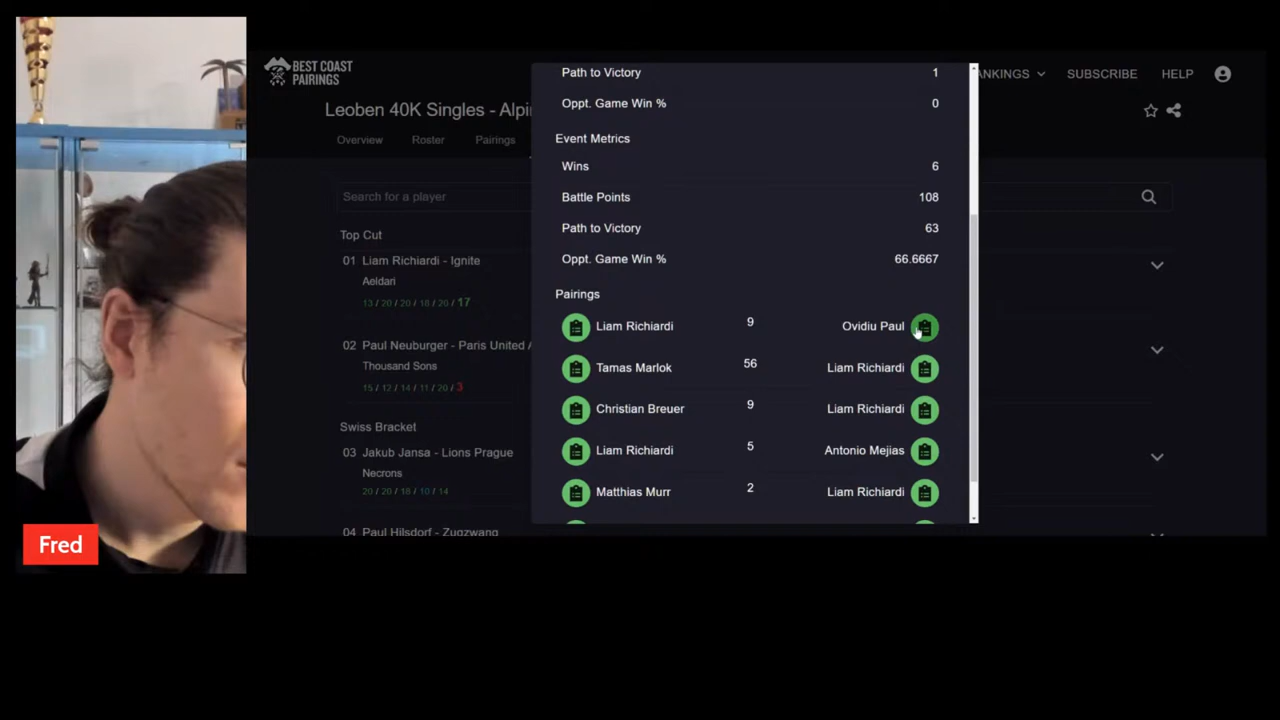 BEST COAST
PAIRINGS
ANKINGS
SUBSCRIBE
HELP
Leoben 40K Singles - Alpi
Overview
Roster
Pairings
Search for a player
Top Cut
01 Liam Richiardi - Ignite
Aeldari
13 / 20 / 20 / 18 / 20 / 17
02 Paul Neuburger - Paris United A
Thousand Sons
15 / 12 / 14 / 11 / 20 / 3
Swiss Bracket
03 Jakub Jansa - Lions Prague
Necrons
20 / 20 / 18 / 10 / 14
04 Paul Hilsdorf - Zugzwang
Path to Victory 1
Oppt. Game Win % 0
Event Metrics
Wins 6
Battle Points 108
Path to Victory 63
Oppt. Game Win % 66.6667
Pairings
Liam Richiardi 9 Ovidiu Paul
Tamas Marlok 56 Liam Richiardi
Christian Breuer 9 Liam Richiardi
Liam Richiardi 5 Antonio Mejias
Matthias Murr 2 Liam Richiardi
Fred